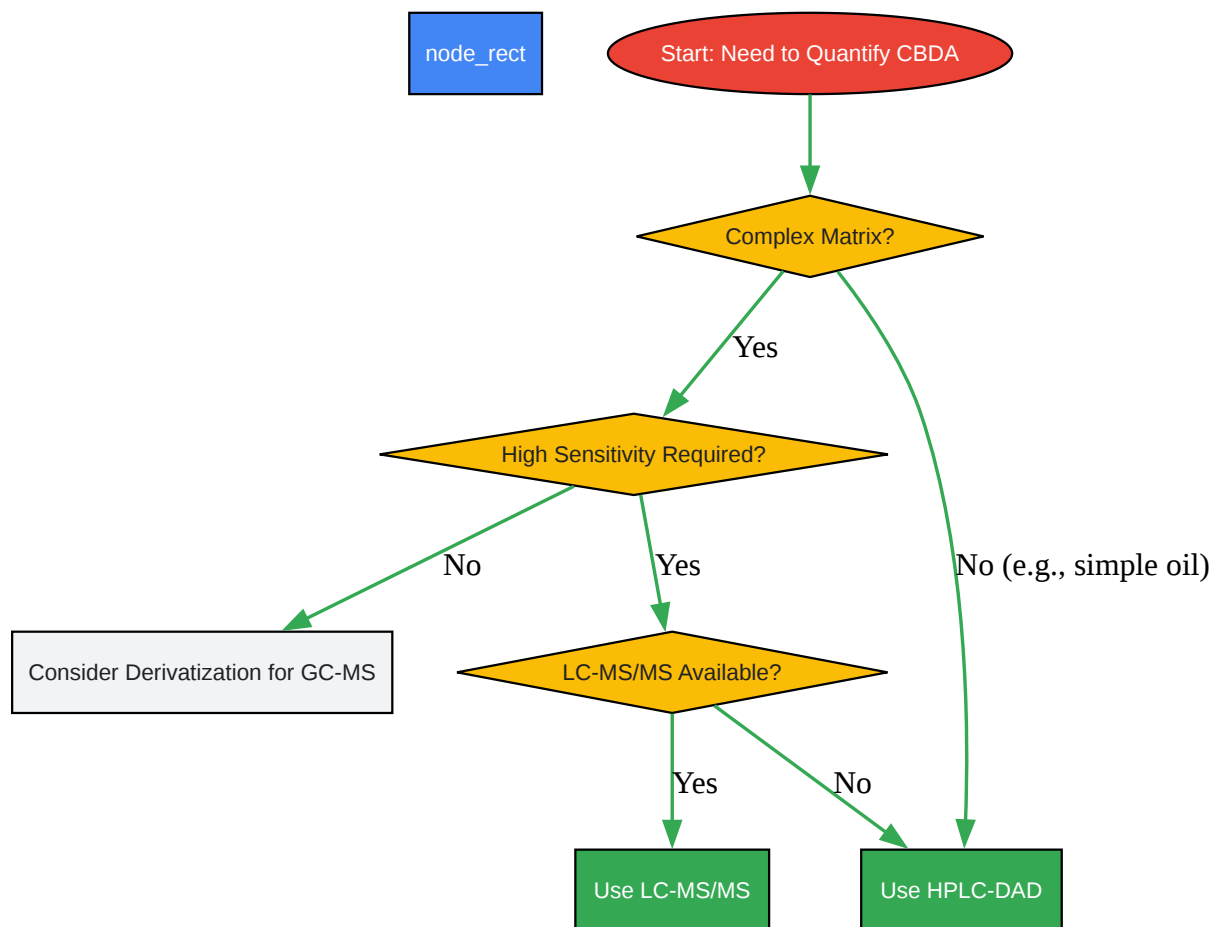 node_rect
Start: Need to Quantify CBDA
Complex Matrix?
Yes
High Sensitivity Required?
No
Yes
No (e.g., simple oil)
Consider Derivatization for GC-MS
LC-MS/MS Available?
Yes
No
Use LC-MS/MS
Use HPLC-DAD